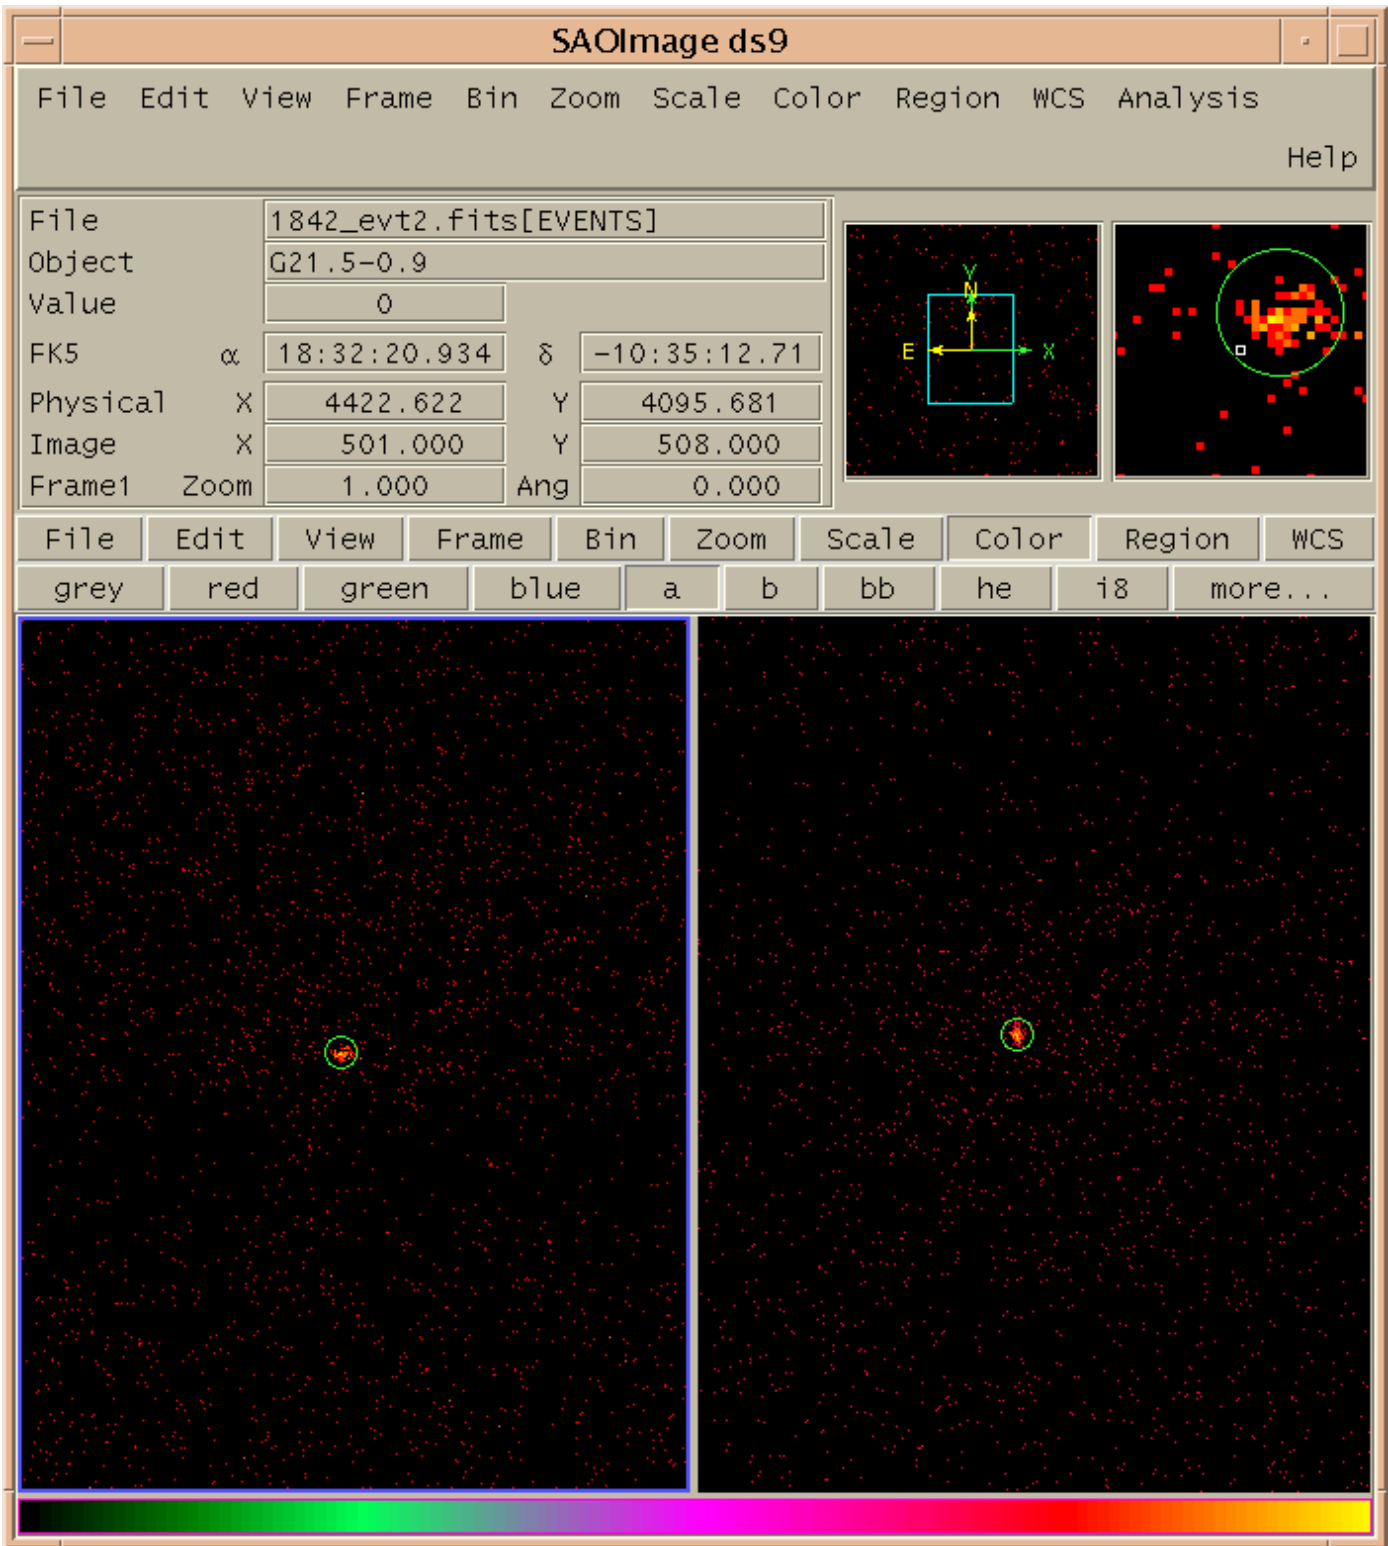 SAOImage ds9
File Edit View Frame Bin Zoom Scale Color Region WCS Analysis
Help
File 1842_evt2.fits[EVENTS]
Object G21.5-0.9
Value 0
FK5 α 18:32:20.934 δ -10:35:12.71
Physical X 4422.622 Y 4095.681
Image X 501.000 Y 508.000
Frame1 Zoom 1.000 Ang 0.000
Y
N
E X
File Edit View Frame Bin Zoom Scale Color Region WCS
grey red green blue a b bb he i8 more...